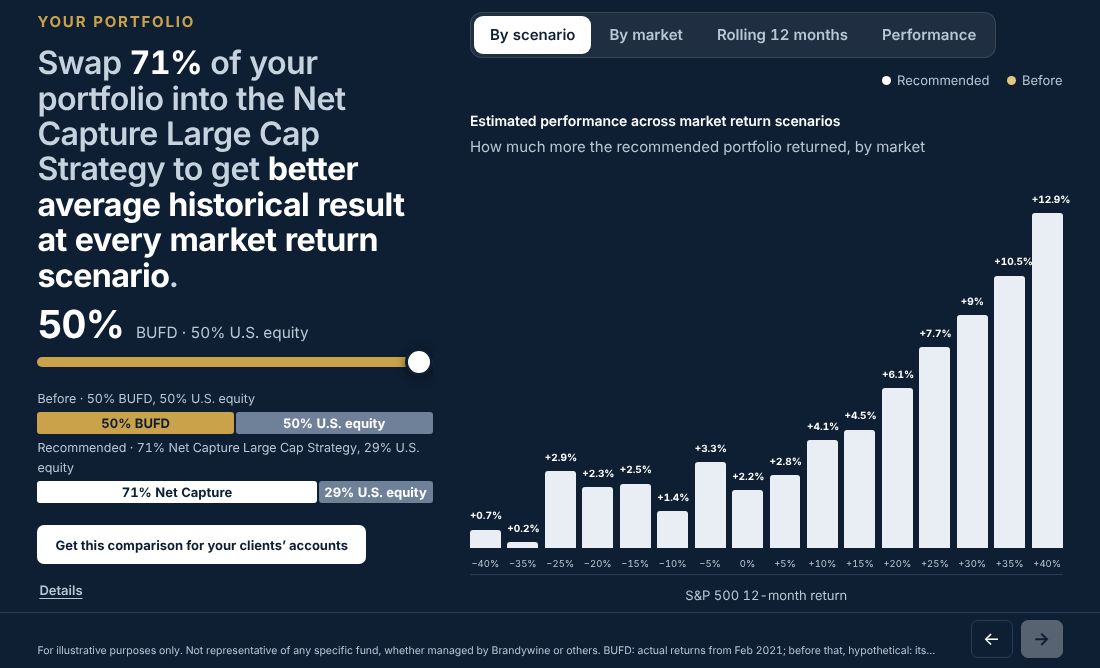 YOUR PORTFOLIO
Swap 71% of your
portfolio into the Net
Capture Large Cap
Strategy to get better
average historical result
at every market return
scenario.
50% BUFD · 50% U.S. equity
Before · 50% BUFD, 50% U.S. equity
50% BUFD 50% U.S. equity
Recommended · 71% Net Capture Large Cap Strategy, 29% U.S.
equity
71% Net Capture 29% U.S. equity
Get this comparison for your clients’ accounts
Details
By scenario By market Rolling 12 months Performance
Recommended Before
Estimated performance across market return scenarios
How much more the recommended portfolio returned, by market
+0.7% +0.2% +2.9% +2.3% +2.5% +1.4% +3.3% +2.2% +2.8% +4.1% +4.5% +6.1% +7.7% +9% +10.5% +12.9%
−40% −35% −25% −20% −15% −10% −5% 0% +5% +10% +15% +20% +25% +30% +35% +40%
S&P 500 12-month return
For illustrative purposes only. Not representative of any specific fund, whether managed by Brandywine or others. BUFD: actual returns from Feb 2021; before that, hypothetical: its…
← →